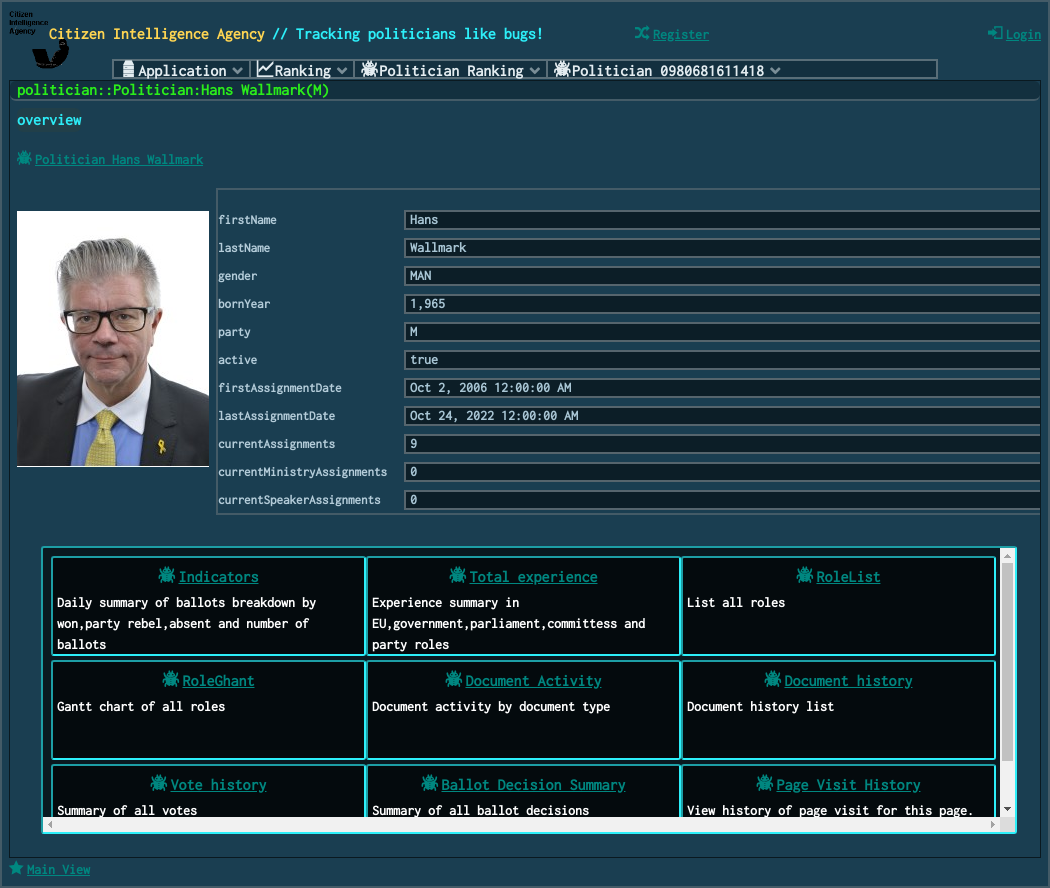 Citizen
Intelligence
Agency
Citizen Intelligence Agency // Tracking politicians like bugs!
Register
Login
Application
Ranking
Politician Ranking
Politician 0980681611418
politician::Politician:Hans Wallmark(M)
overview
Politician Hans Wallmark
firstName Hans
lastName Wallmark
gender MAN
bornYear 1,965
party M
active true
firstAssignmentDate Oct 2, 2006 12:00:00 AM
lastAssignmentDate Oct 24, 2022 12:00:00 AM
currentAssignments 9
currentMinistryAssignments 0
currentSpeakerAssignments 0
Indicators
Daily summary of ballots breakdown by
won,party rebel,absent and number of
ballots
Total experience
Experience summary in
EU,government,parliament,committess and
party roles
RoleList
List all roles
RoleGhant
Gantt chart of all roles
Document Activity
Document activity by document type
Document history
Document history list
Vote history
Summary of all votes
Ballot Decision Summary
Summary of all ballot decisions
Page Visit History
View history of page visit for this page.
Main View